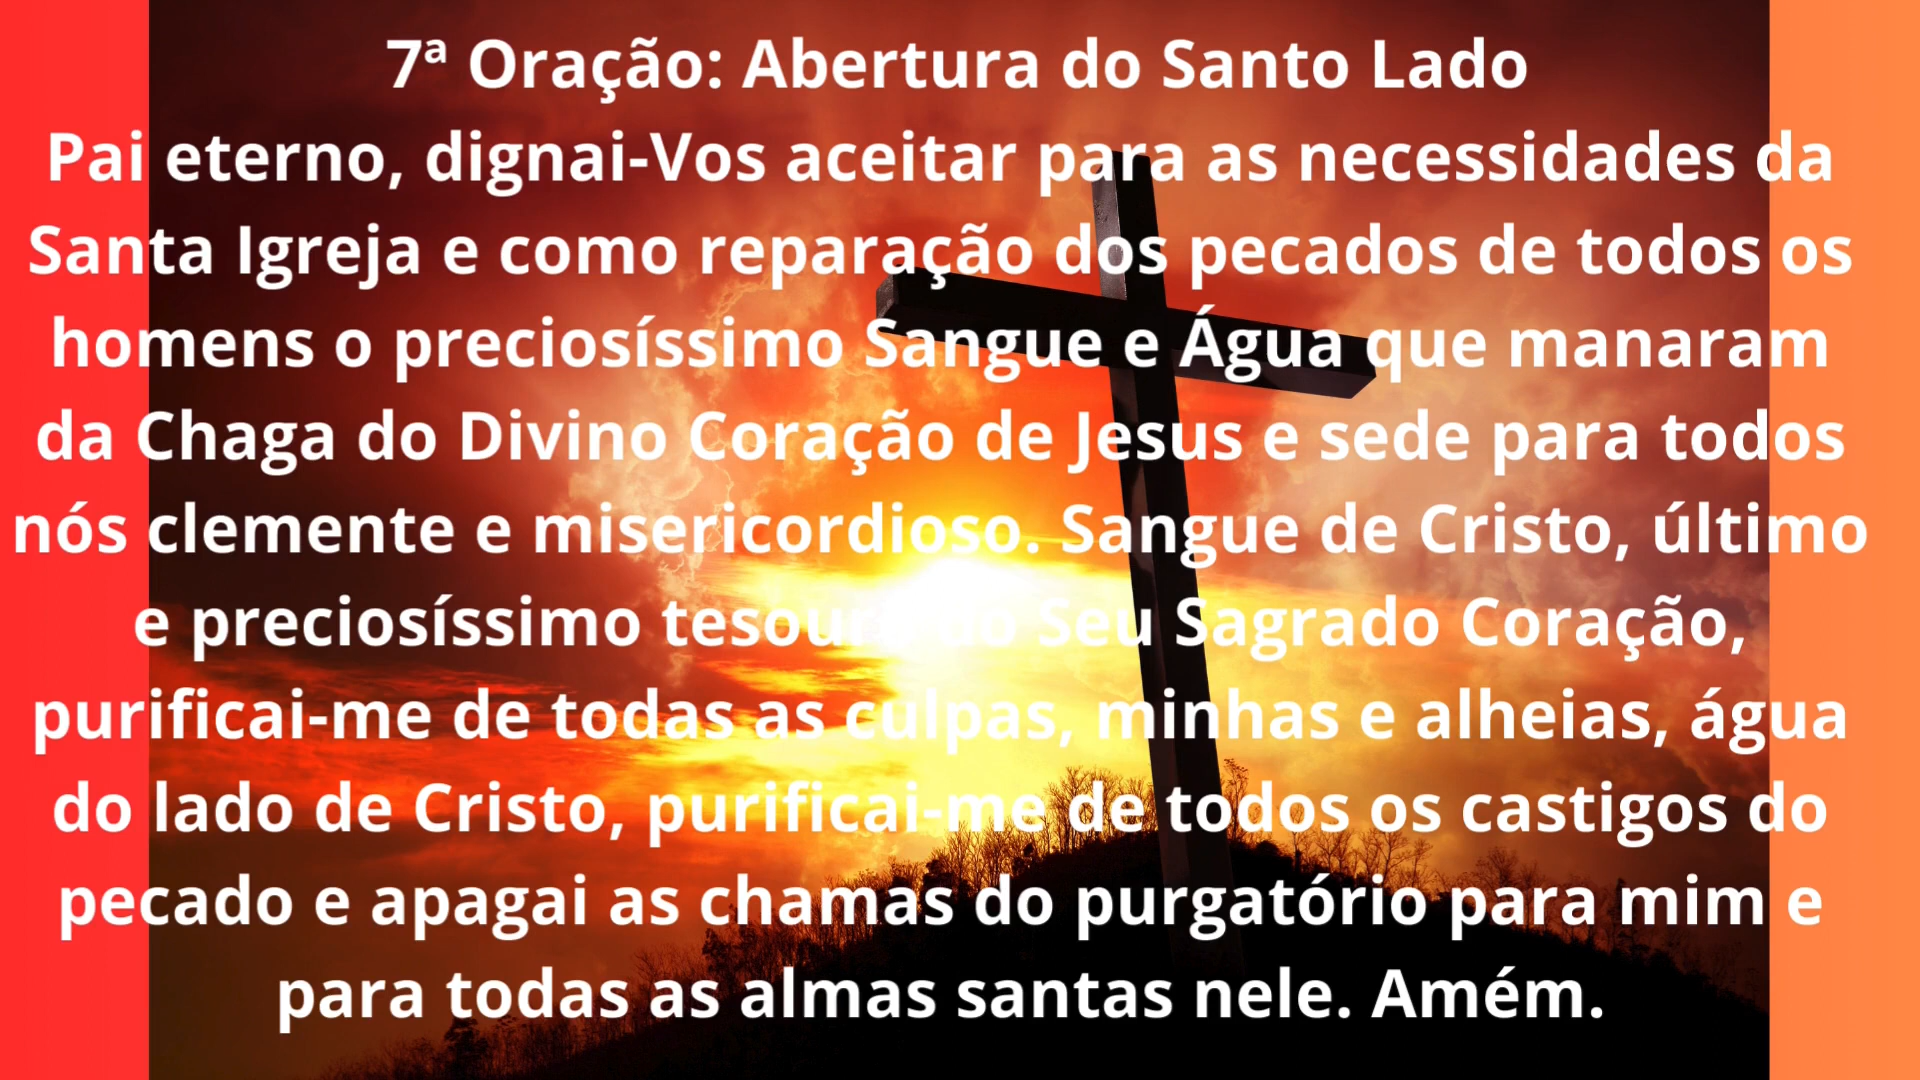 7ª Oração: Abertura do Santo Lado
Pai eterno, dignai-Vos aceitar para as necessidades da
Santa Igreja e como reparação dos pecados de todos os
homens o preciosíssimo Sangue e Água que manaram
da Chaga do Divino Coração de Jesus e sede para todos
nós clemente e misericordioso. Sangue de Cristo, último
e preciosíssimo tesouro do Seu Sagrado Coração,
purificai-me de todas as culpas, minhas e alheias, água
do lado de Cristo, purificai-me de todos os castigos do
pecado e apagai as chamas do purgatório para mim e
para todas as almas santas nele. Amém.